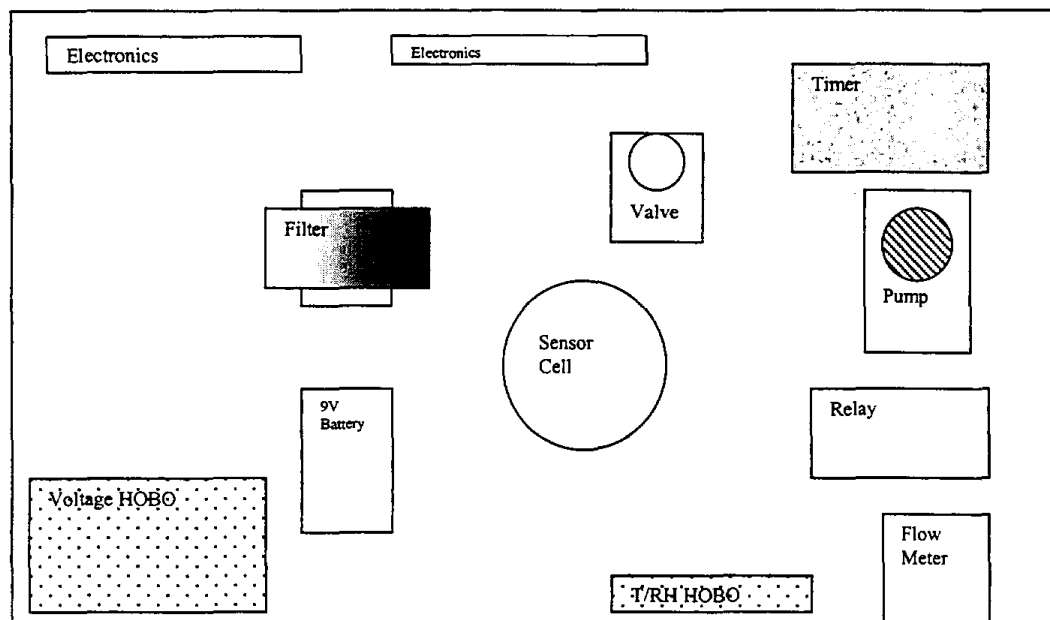 Electronics
Electronics
Timer
Valve
Filter
Pump
Sensor
Cell
9V
Battery
Relay
Voltage HOBO
Flow
Meter
T/RH HOBO